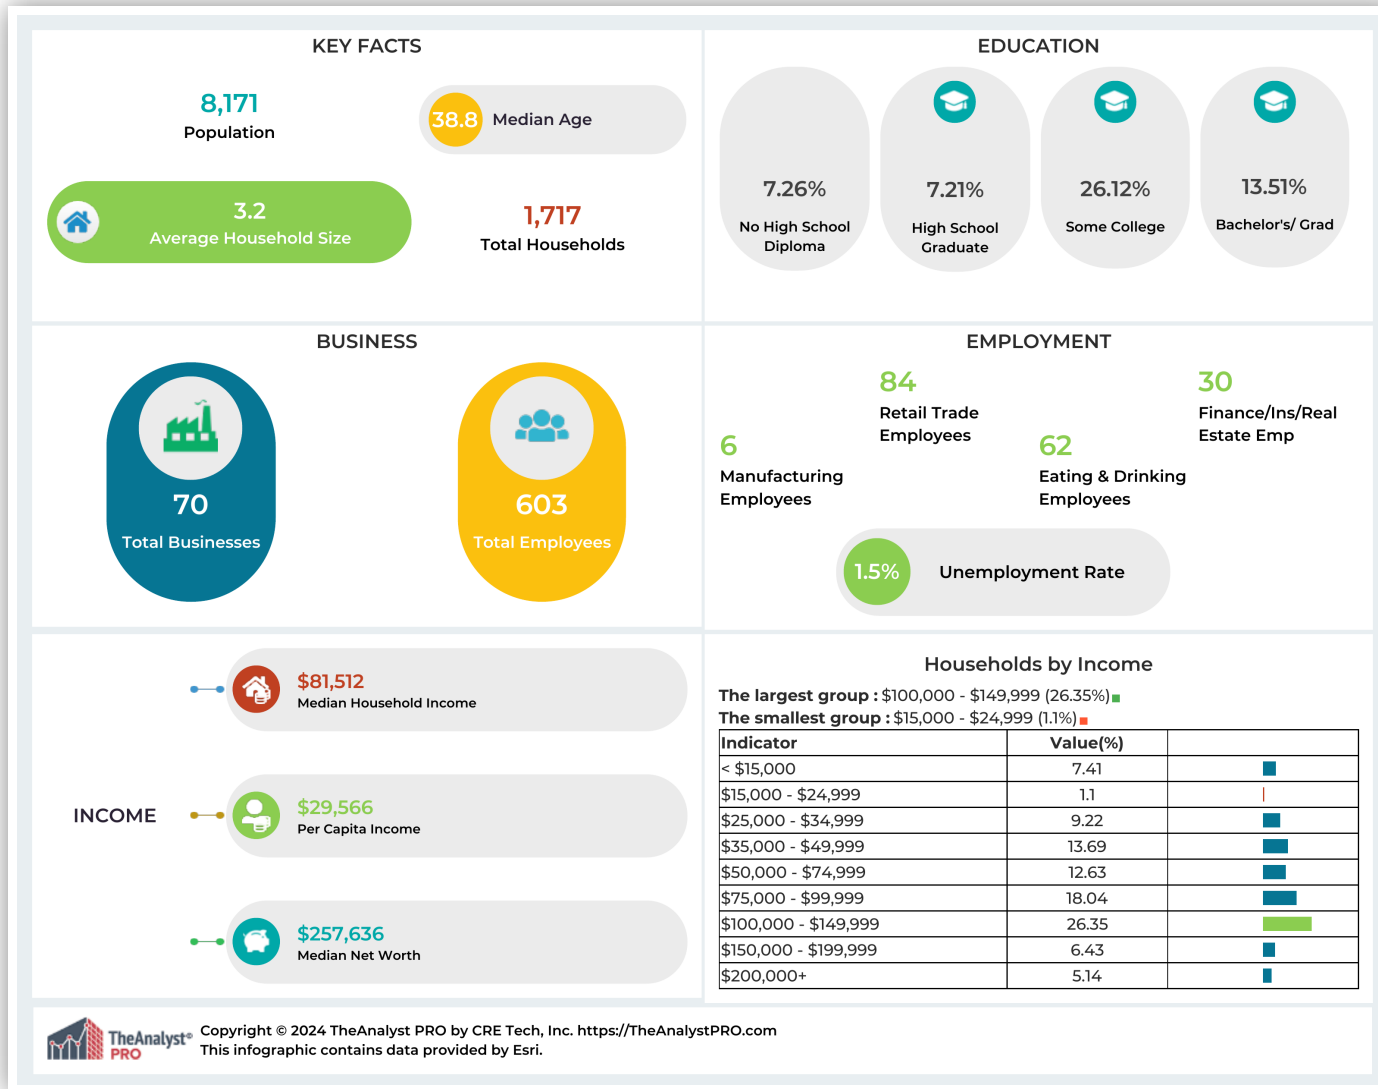 KEY FACTS
8,171
Population
38.8
Median Age
3.2
Average Household Size
1,717
Total Households
EDUCATION
7.26%
No High School
Diploma
7.21%
High School
Graduate
26.12%
Some College
13.51%
Bachelor's/ Grad
BUSINESS
70
Total Businesses
603
Total Employees
EMPLOYMENT
6
Manufacturing
Employees
84
Retail Trade
Employees
62
Eating & Drinking
Employees
30
Finance/Ins/Real
Estate Emp
1.5%
Unemployment Rate
INCOME
$81,512
Median Household Income
$29,566
Per Capita Income
$257,636
Median Net Worth
Households by Income
The largest group : $100,000 - $149,999 (26.35%)
The smallest group : $15,000 - $24,999 (1.1%)
Indicator Value(%)
< $15,000 7.41
$15,000 - $24,999 1.1
$25,000 - $34,999 9.22
$35,000 - $49,999 13.69
$50,000 - $74,999 12.63
$75,000 - $99,999 18.04
$100,000 - $149,999 26.35
$150,000 - $199,999 6.43
$200,000+ 5.14
TheAnalyst®
PRO
Copyright © 2024 TheAnalyst PRO by CRE Tech, Inc. https://TheAnalystPRO.com
This infographic contains data provided by Esri.